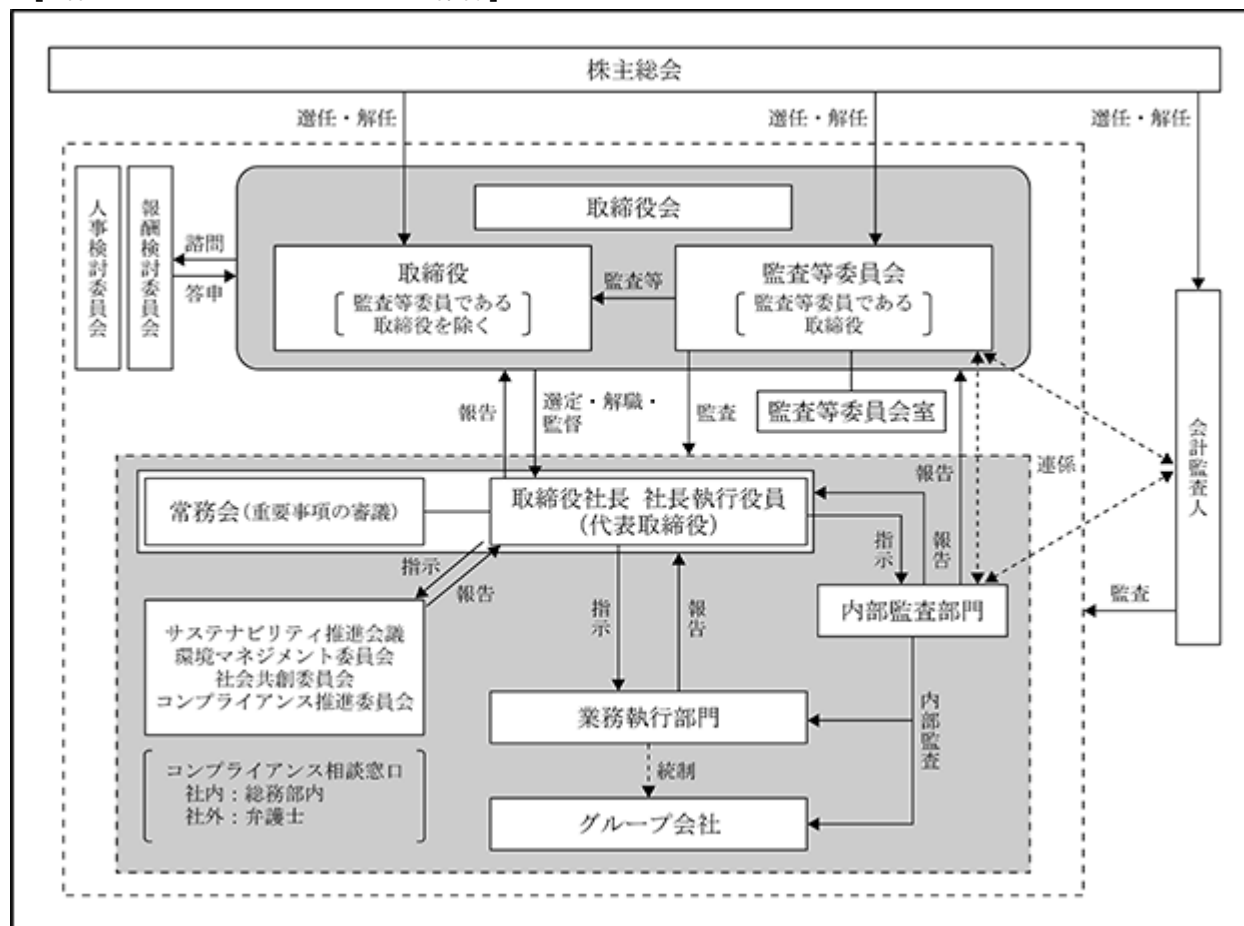 株主総会
選任・解任
選任・解任
選任・解任
人事検討委員会
報酬検討委員会
諮問
答申
取締役会
取締役
監査等委員である
取締役を除く
監査等
監査等委員会
監査等委員である
取締役
報告
選定・解職・
監督
監査
監査等委員会室
連係
会計監査人
監査
常務会(重要事項の審議)
取締役社長 社長執行役員
(代表取締役)
指示
報告
報告
報告
指示
内部監査部門
サステナビリティ推進会議
環境マネジメント委員会
社会共創委員会
コンプライアンス推進委員会
指示
報告
業務執行部門
内部監査
統制
グループ会社
コンプライアンス相談窓口
社内：総務部内
社外：弁護士